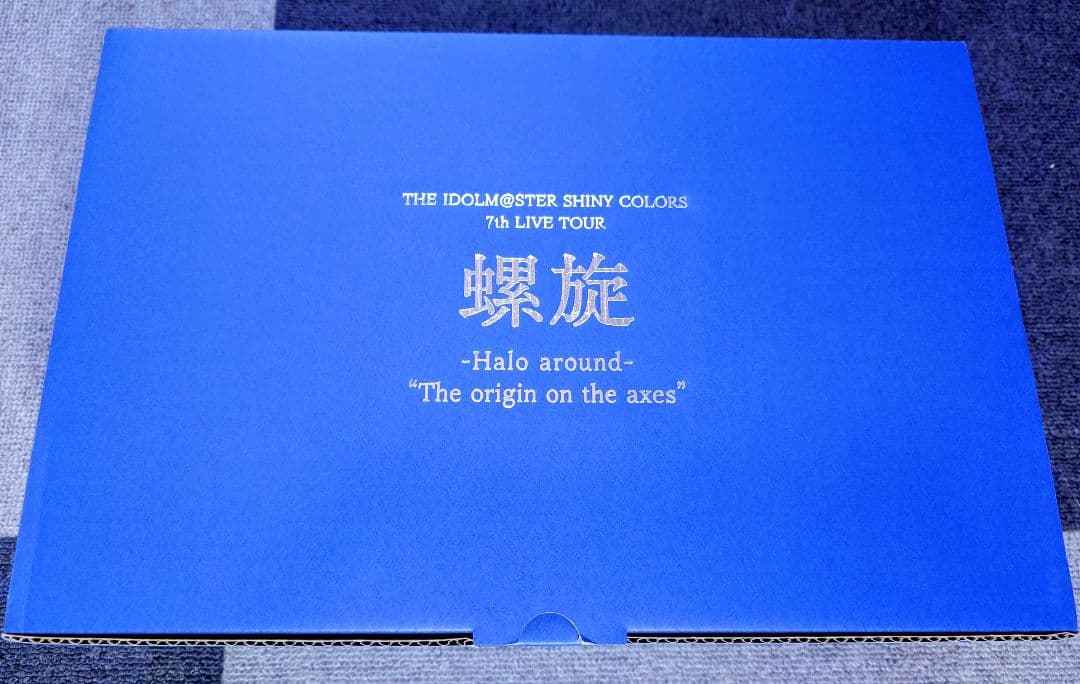 THE IDOLM@STER SHINY COLORS
7th LIVE TOUR
螺旋
-Halo around-
“The origin on the axes”